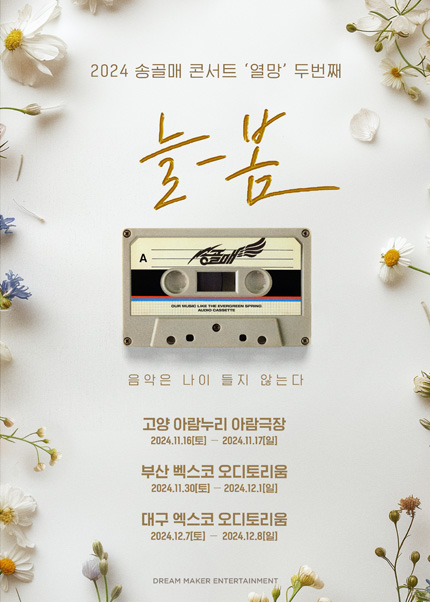 2024 송골매 콘서트 '열망' 두번째
늘-봄
송골매
A
OUR MUSIC LIKE THE EVERGREEN SPRING
AUDIO CASSETTE
음악은 나이 들지 않는다
고양 아람누리 아람극장
2024.11.16[토] — 2024.11.17[일]
부산 벡스코 오디토리움
2024.11.30[토] — 2024.12.1[일]
대구 엑스코 오디토리움
2024.12.7[토] — 2024.12.8[일]
DREAM MAKER ENTERTAINMENT